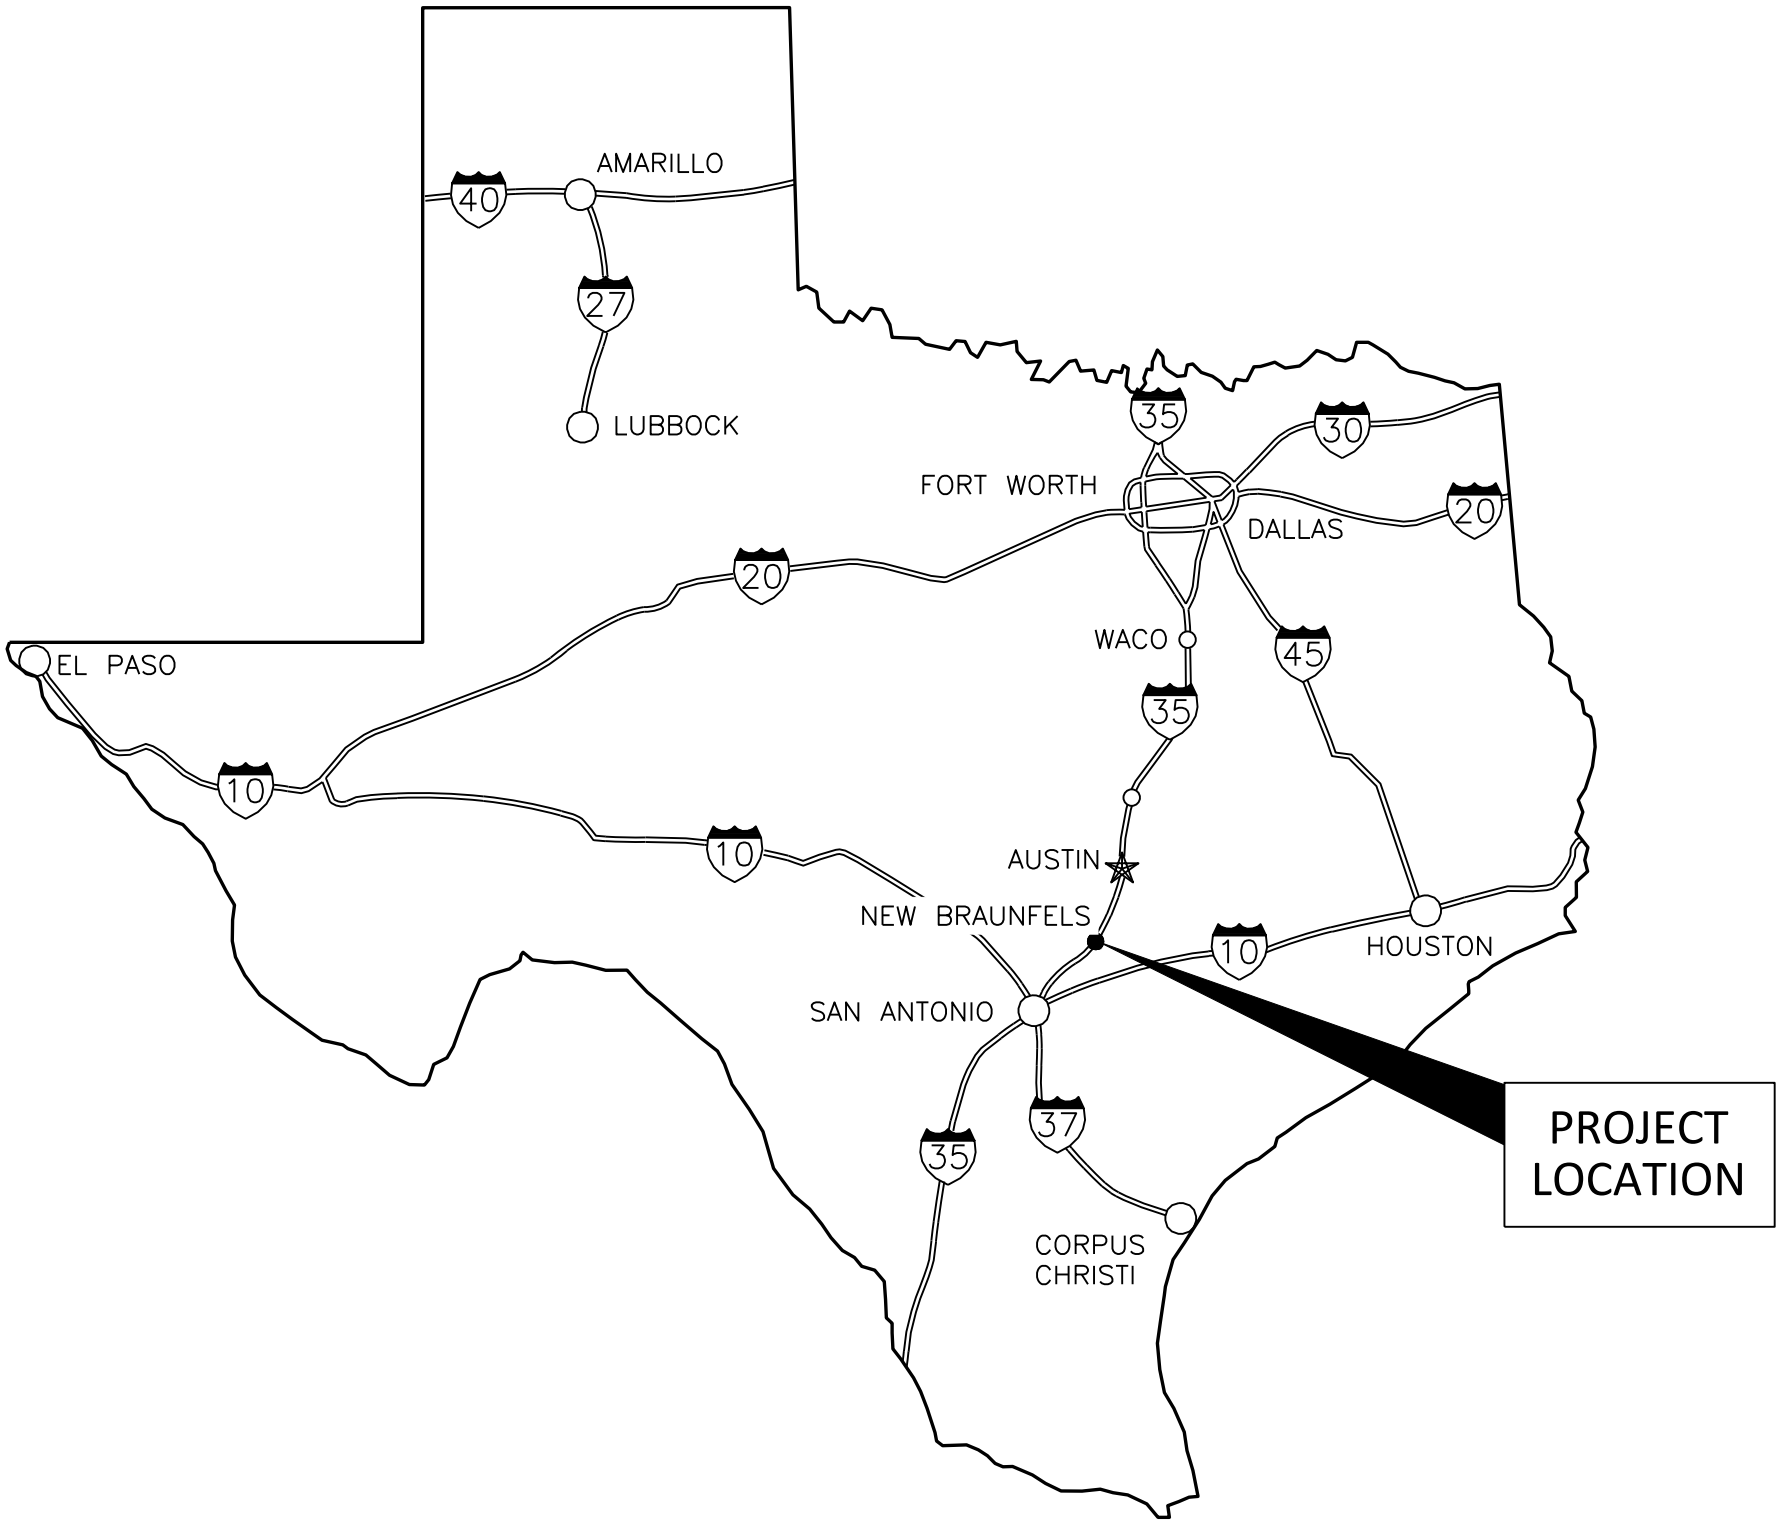 AMARILLO
40
27
LUBBOCK
35
30
FORT WORTH
20
DALLAS
20
WACO
45
EL PASO
35
10
10
AUSTIN
NEW BRAUNFELS
10
HOUSTON
SAN ANTONIO
37
35
PROJECT
LOCATION
CORPUS
CHRISTI